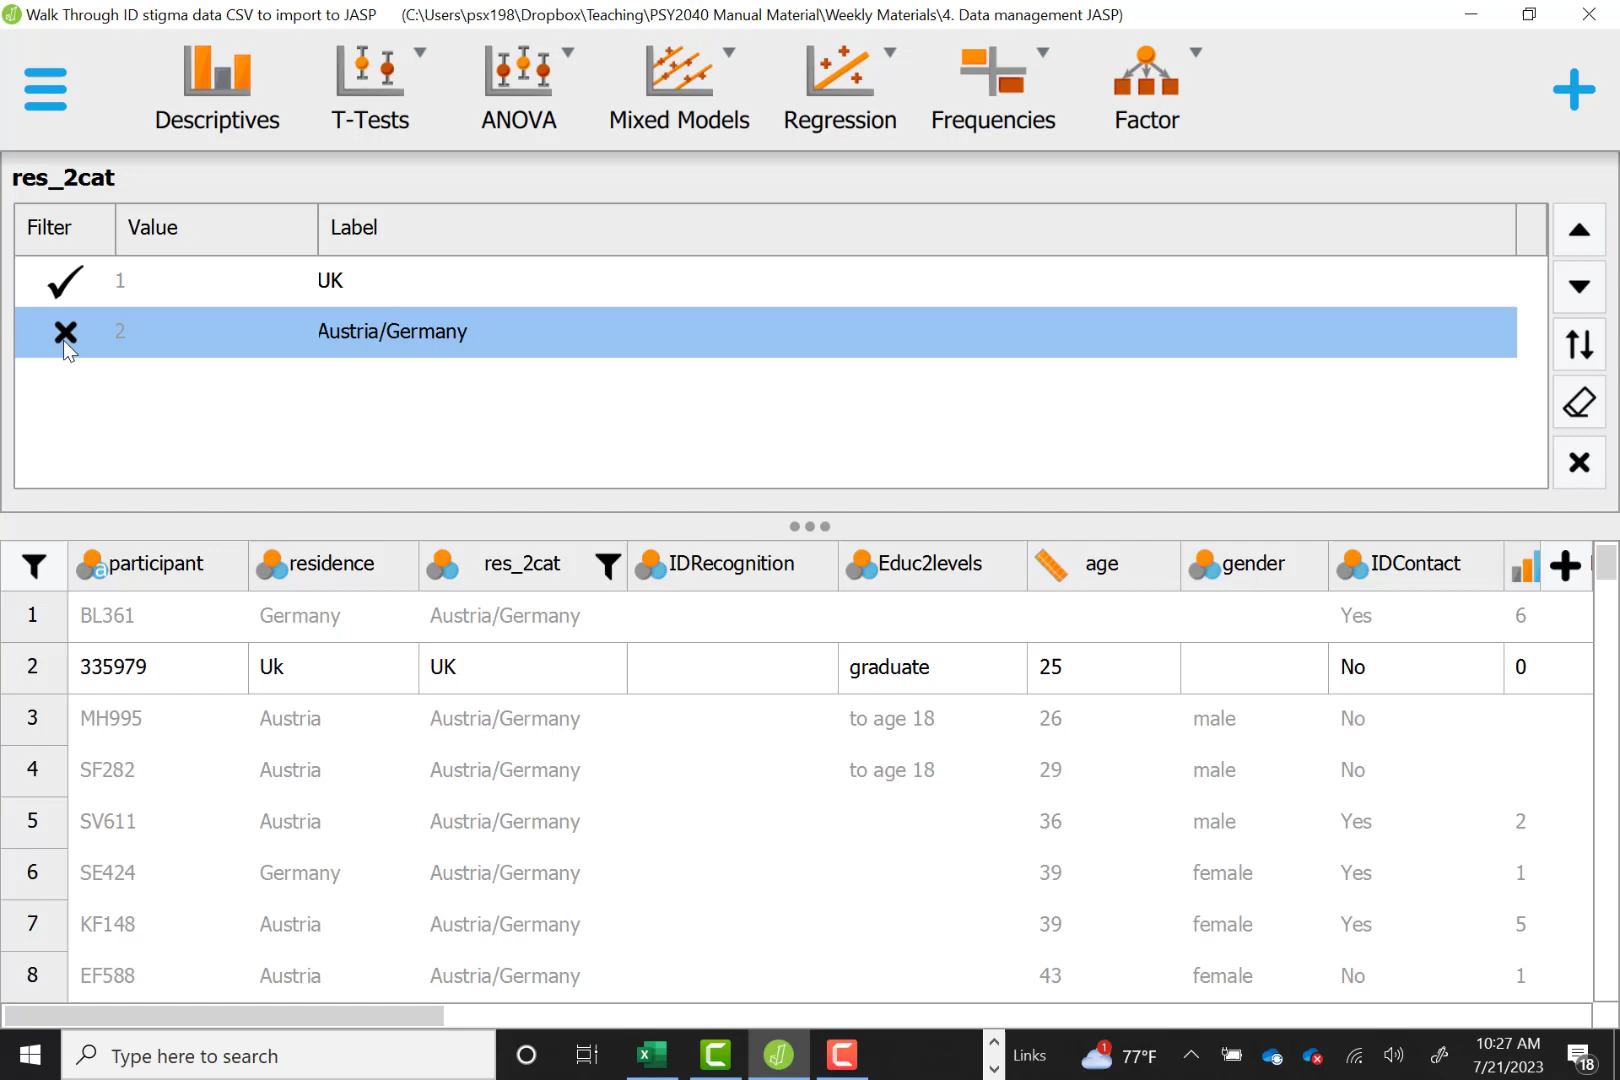 Walk Through ID stigma data CSV to import to JASP (C:\Users\psx198\Dropbox\Teaching\PSY2040 Manual Material\Weekly Materials\4. Data management JASP)
Descriptives T-Tests ANOVA Mixed Models Regression Frequencies Factor
res_2cat
Filter Value Label
1 UK
2 Austria/Germany
participant residence res_2cat IDRecognition Educ2levels age gender IDContact
1 BL361 Germany Austria/Germany Yes 6
2 335979 Uk UK graduate 25 No 0
3 MH995 Austria Austria/Germany to age 18 26 male No
4 SF282 Austria Austria/Germany to age 18 29 male No
5 SV611 Austria Austria/Germany 36 male Yes 2
6 SE424 Germany Austria/Germany 39 female Yes 1
7 KF148 Austria Austria/Germany 39 female Yes 5
8 EF588 Austria Austria/Germany 43 female No 1
Type here to search Links 1 77°F 10:27 AM 18
7/21/2023